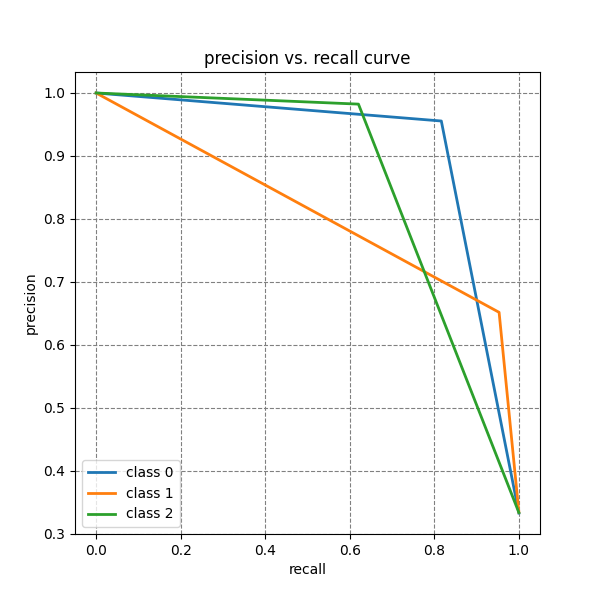 precision vs. recall curve
precision
1.0
0.9
0.8
0.7
0.6
0.5
0.4
0.3
class 0
class 1
class 2
0.0 0.2 0.4 0.6 0.8 1.0
recall